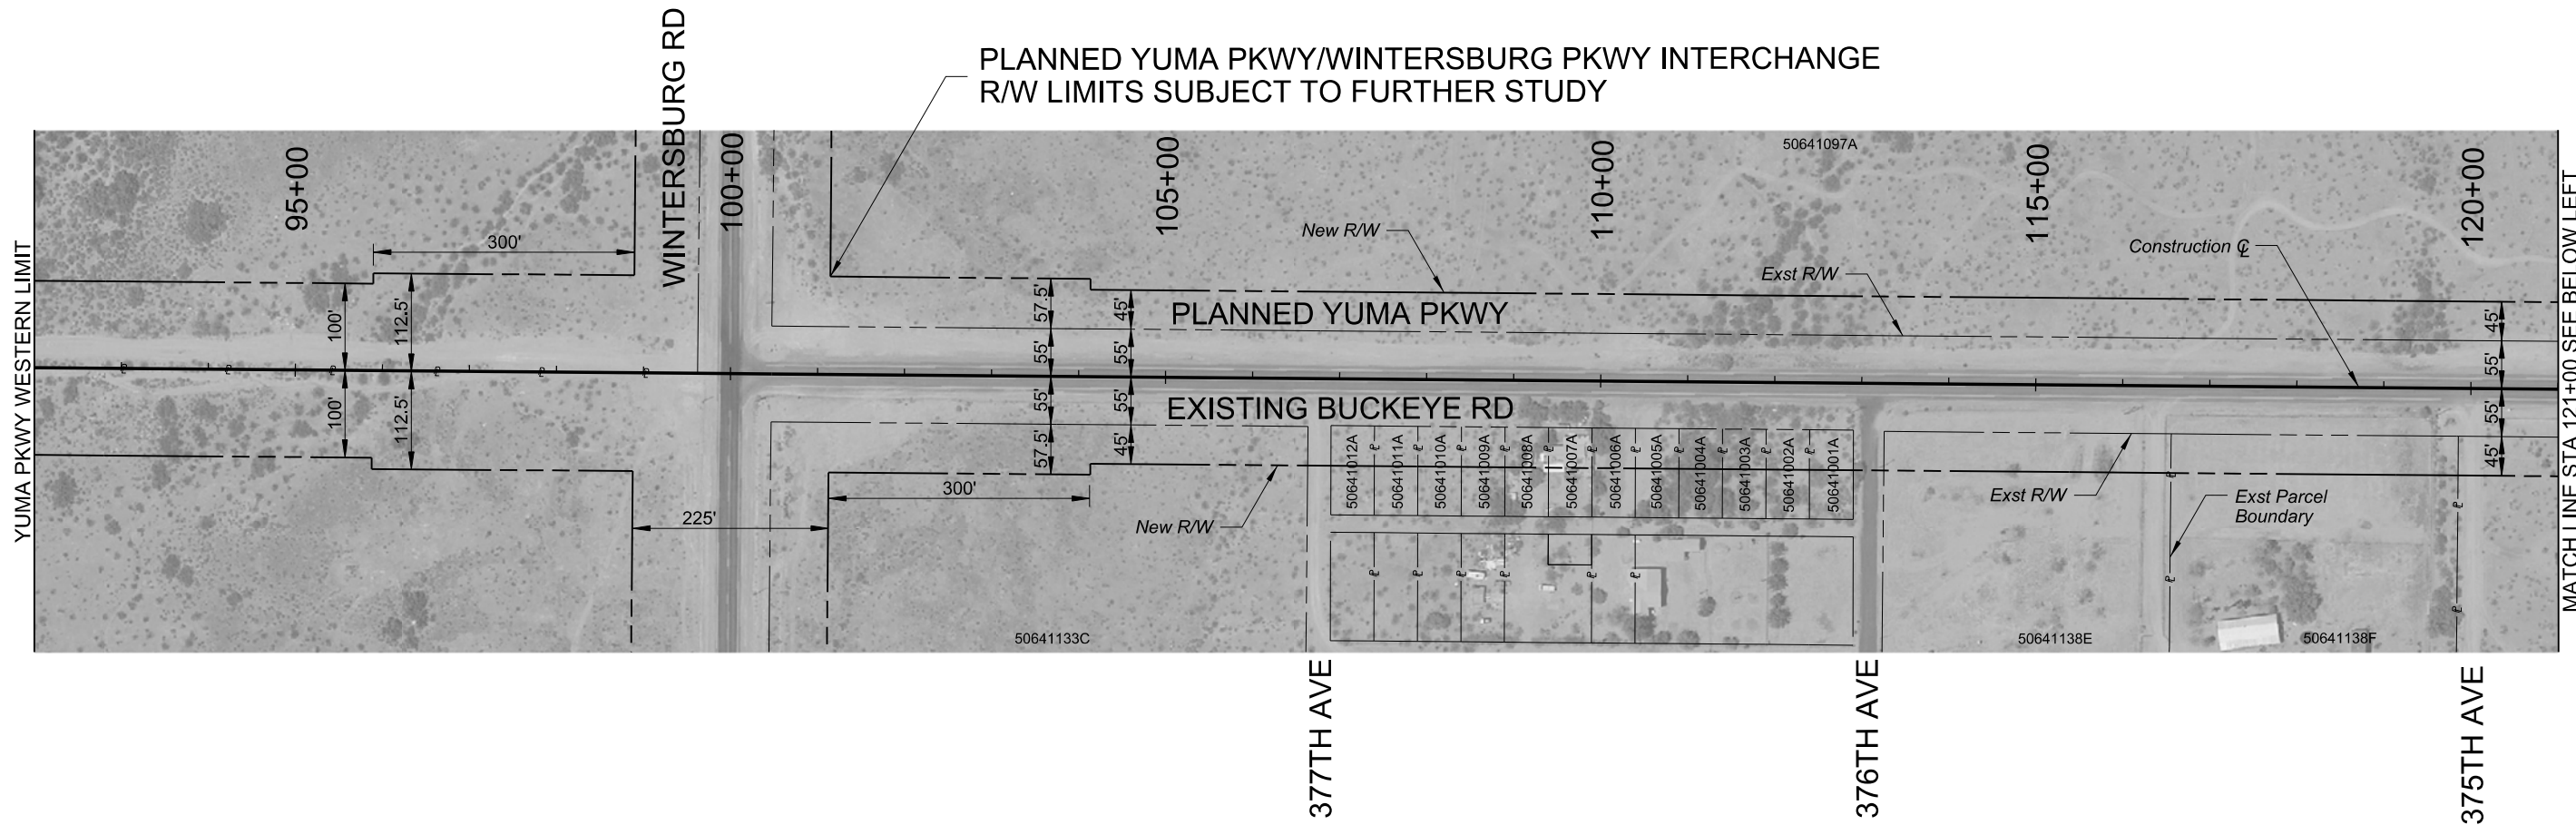 PLANNED YUMA PKWY/WINTERSBURG PKWY INTERCHANGE
R/W LIMITS SUBJECT TO FURTHER STUDY
WINTERSBURG RD
YUMA PKWY WESTERN LIMIT
95+00
100+00
105+00
110+00
115+00
120+00
50641097A
MATCH LINE STA 121+00 SEE BELOW LEFT
300'
New R/W
Exst R/W
Construction ℄
100'
112.5'
57.5'
45'
PLANNED YUMA PKWY
45'
55'
55'
55'
100'
112.5'
55'
55'
EXISTING BUCKEYE RD
55'
57.5'
45'
45'
50641012A
50641011A
50641010A
50641009A
50641008A
50641007A
50641006A
50641005A
50641004A
50641003A
50641002A
50641001A
300'
225'
New R/W
Exst R/W
Exst Parcel
Boundary
50641133C
50641138E
50641138F
377TH AVE
376TH AVE
375TH AVE